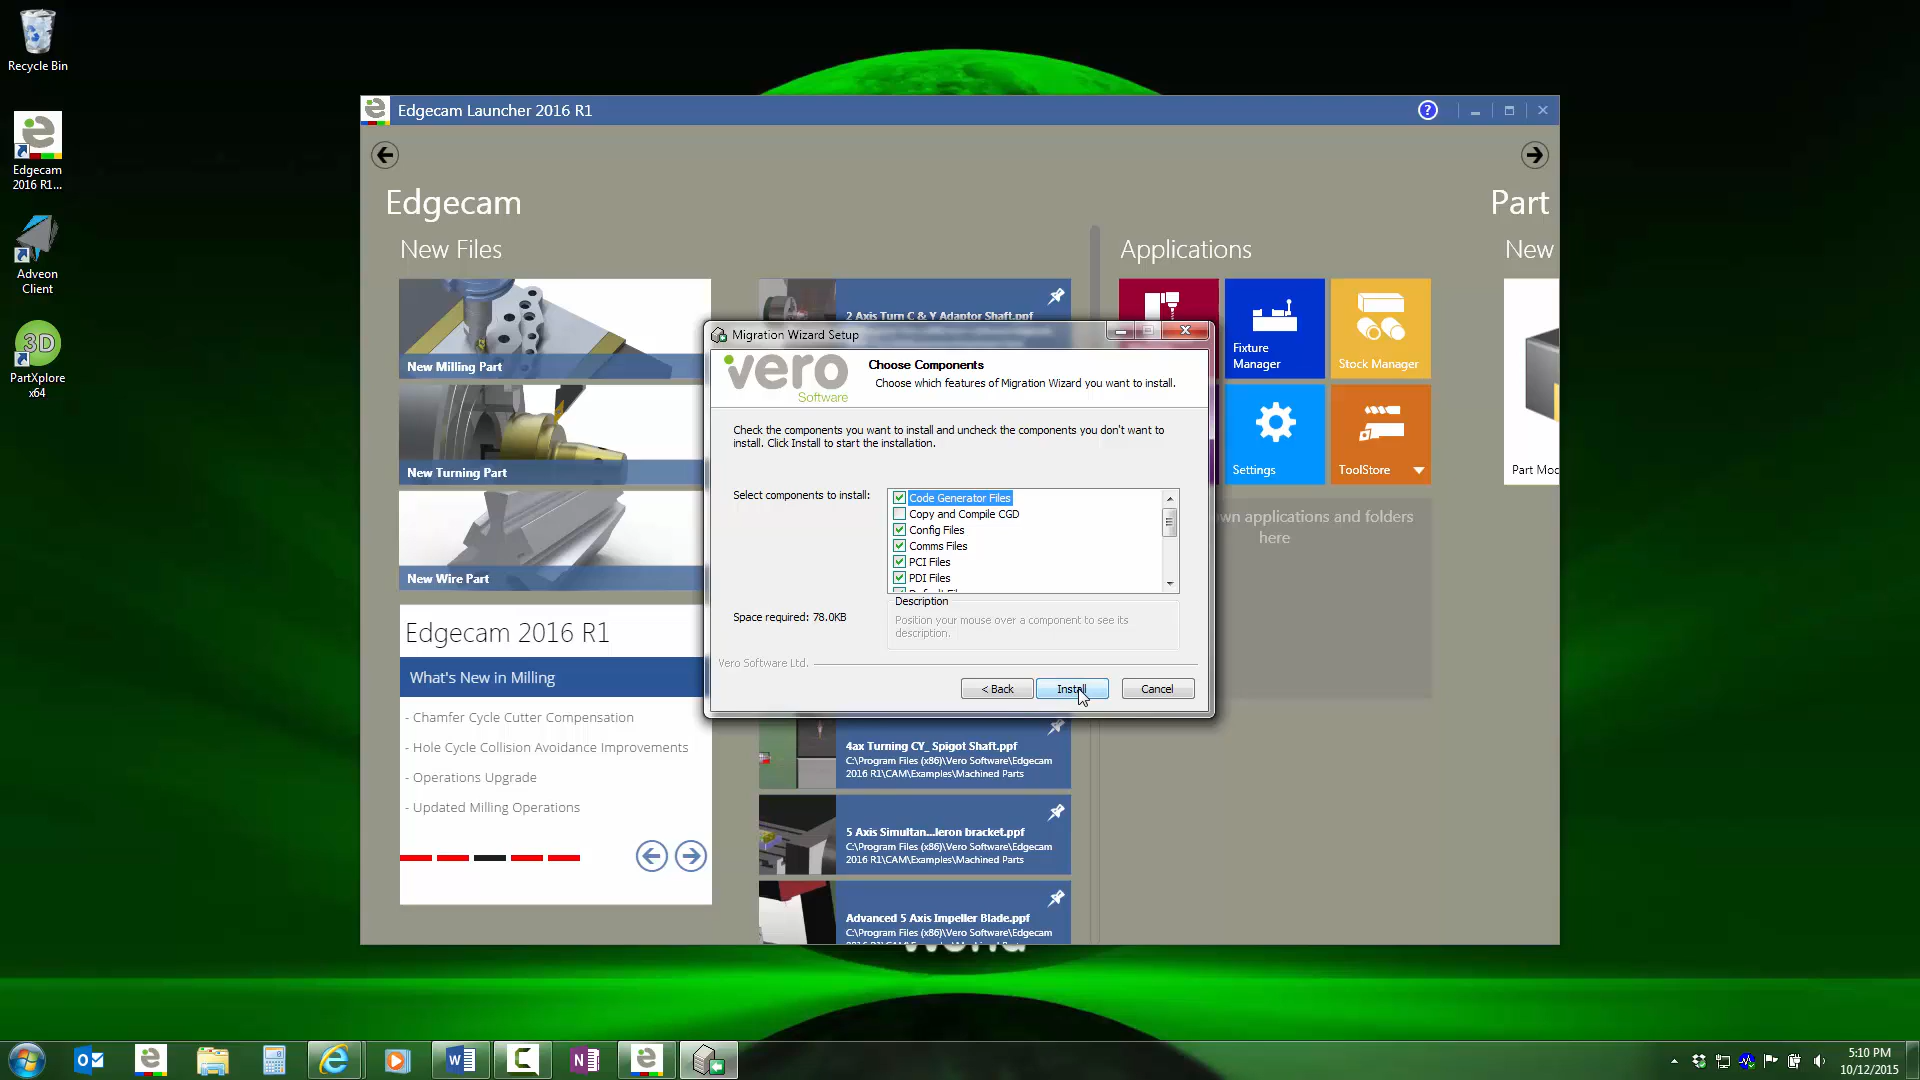 Recycle Bin
Edgecam
2016 R1...
Adveon
Client
3D
PartXplore
x64
Edgecam Launcher 2016 R1
?
Edgecam
Part
New Files
Applications
New
New Milling Part
New Turning Part
New Wire Part
2 Axis Turn C & Y Adaptor Shaft.ppf
Fixture
Manager
Stock Manager
Settings
ToolStore
Part Moc
wn applications and folders
here
Migration Wizard Setup
vero
Software
Choose Components
Choose which features of Migration Wizard you want to install.
Check the components you want to install and uncheck the components you don't want to
install. Click Install to start the installation.
Select components to install:
Code Generator Files
Copy and Compile CGD
Config Files
Comms Files
PCI Files
PDI Files
Space required: 78.0KB
Description
Position your mouse over a component to see its
description.
Vero Software Ltd.
< Back
Install
Cancel
Edgecam 2016 R1
What's New in Milling
- Chamfer Cycle Cutter Compensation
- Hole Cycle Collision Avoidance Improvements
- Operations Upgrade
- Updated Milling Operations
4ax Turning CY_ Spigot Shaft.ppf
C:\Program Files (x86)\Vero Software\Edgecam
2016 R1\CAM\Examples\Machined Parts
5 Axis Simultan...leron bracket.ppf
C:\Program Files (x86)\Vero Software\Edgecam
2016 R1\CAM\Examples\Machined Parts
Advanced 5 Axis Impeller Blade.ppf
C:\Program Files (x86)\Vero Software\Edgecam
5:10 PM
10/12/2015